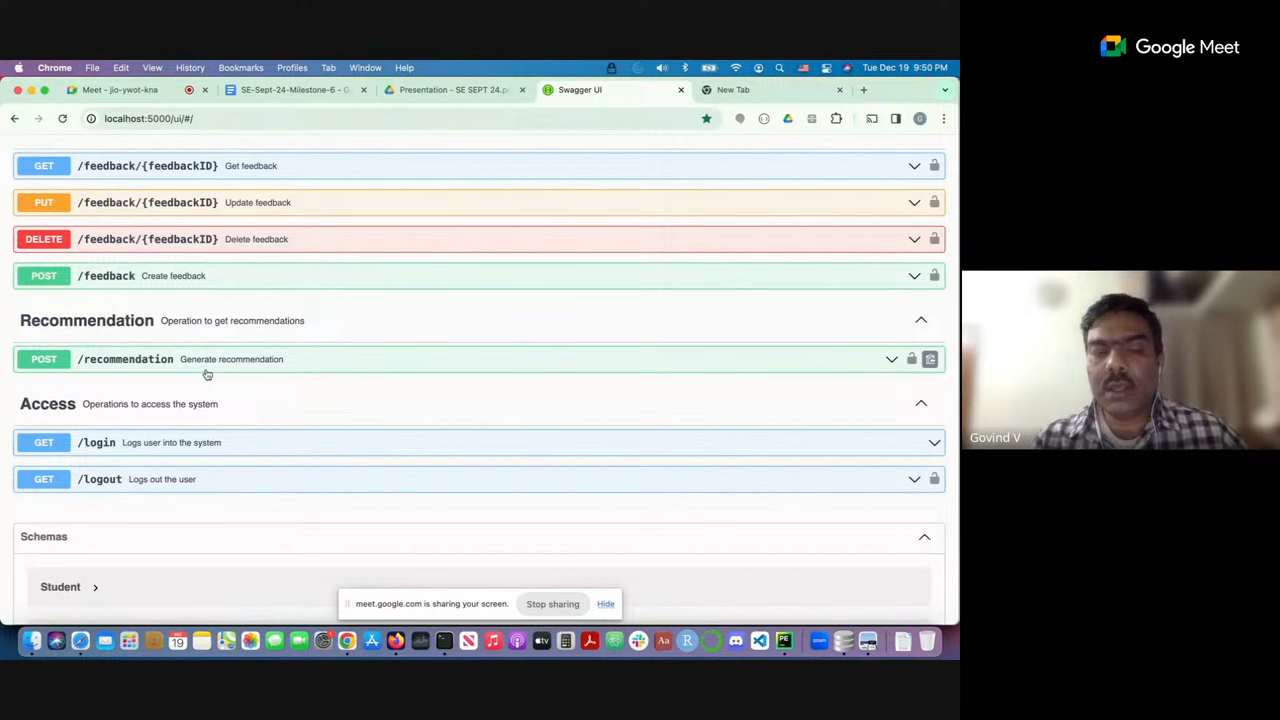 Google Meet
Chrome File Edit View History Bookmarks Profiles Tab Window Help Tue Dec 19 9:50 PM
Meet - jio-ywot-kna SE-Sept-24-Milestone-6 - G Presentation - SE SEPT 24.p Swagger UI New Tab
localhost:5000/ui/#/
GET /feedback/{feedbackID} Get feedback
PUT /feedback/{feedbackID} Update feedback
DELETE /feedback/{feedbackID} Delete feedback
POST /feedback Create feedback
Recommendation Operation to get recommendations
POST /recommendation Generate recommendation
Access Operations to access the system
GET /login Logs user into the system
Govind V
GET /logout Logs out the user
Schemas
Student
meet.google.com is sharing your screen. Stop sharing Hide